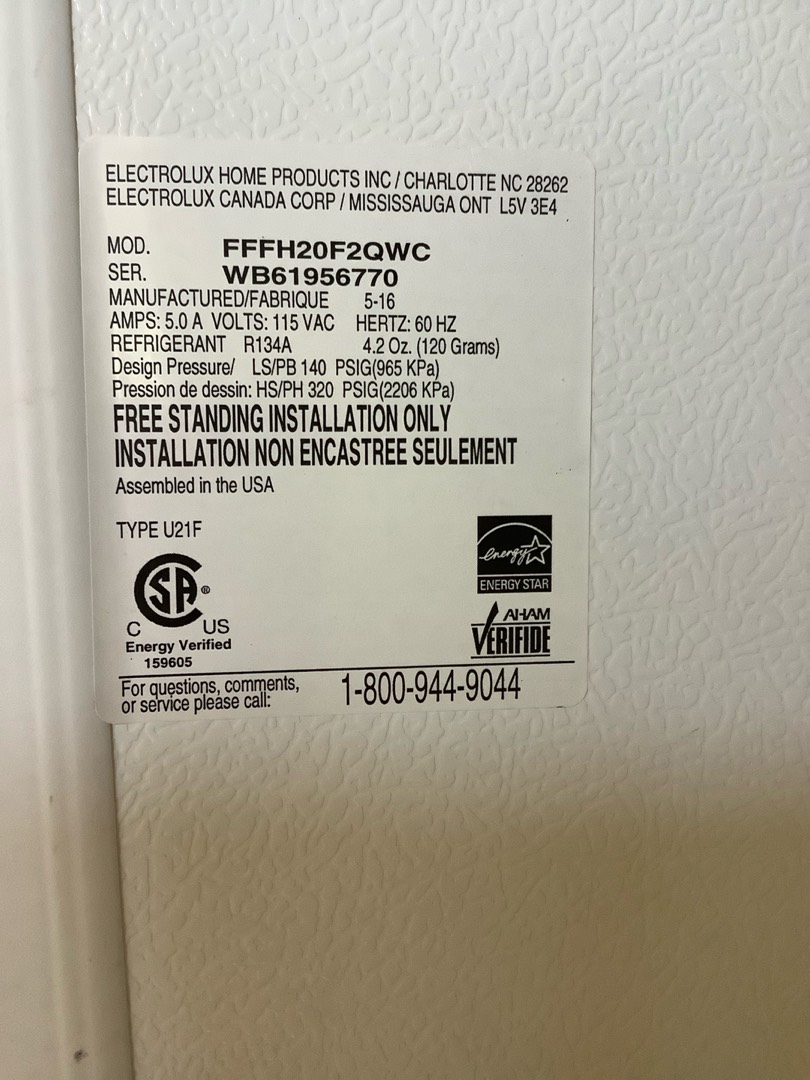 ELECTROLUX HOME PRODUCTS INC / CHARLOTTE NC 28262
ELECTROLUX CANADA CORP / MISSISSAUGA ONT L5V 3E4
MOD. FFFH20F2QWC
SER. WB61956770
MANUFACTURED/FABRIQUE 5-16
AMPS: 5.0 A VOLTS: 115 VAC HERTZ: 60 HZ
REFRIGERANT R134A 4.2 Oz. (120 Grams)
Design Pressure/ LS/PB 140 PSIG(965 KPa)
Pression de dessin: HS/PH 320 PSIG(2206 KPa)
FREE STANDING INSTALLATION ONLY
INSTALLATION NON ENCASTREE SEULEMENT
Assembled in the USA
TYPE U21F
energy
ENERGY STAR
SA ®
C US
AHAM
VERIFIDE
Energy Verified
159605
For questions, comments,
or service please call: 1-800-944-9044